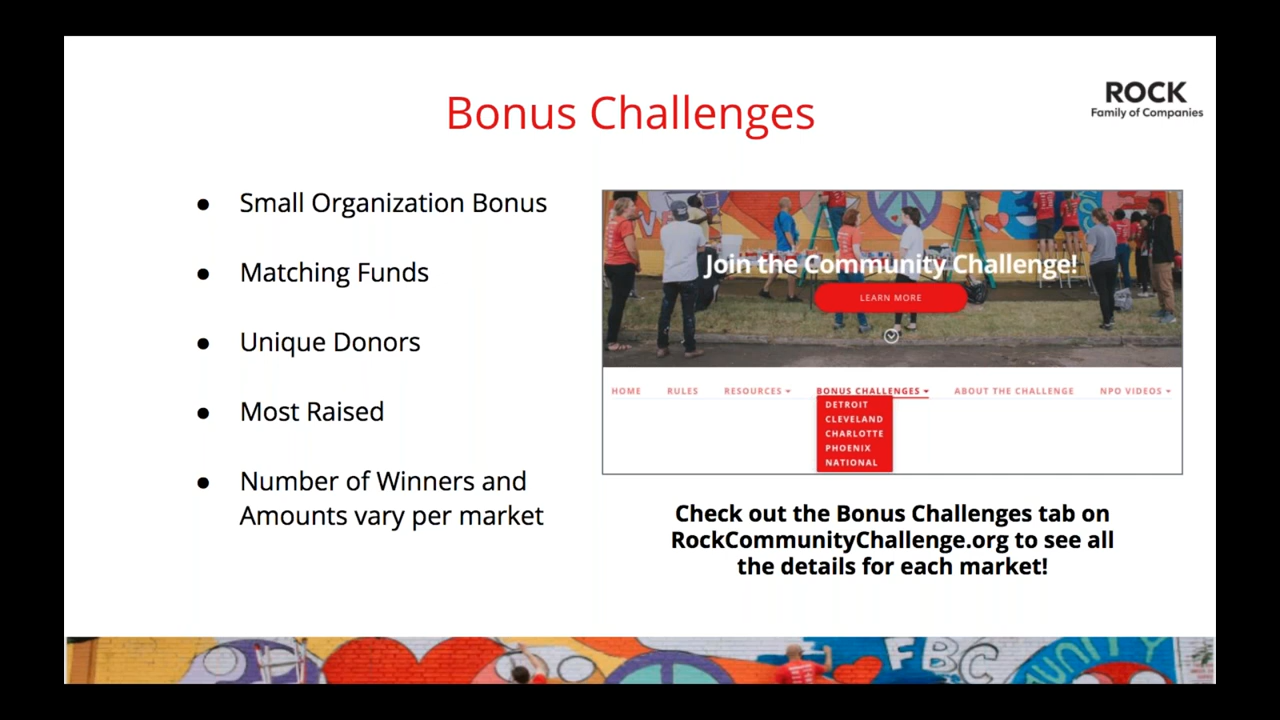 Bonus Challenges
ROCK
Family of Companies
● Small Organization Bonus
● Matching Funds
● Unique Donors
● Most Raised
● Number of Winners and
Amounts vary per market
Join the Community Challenge!
LEARN MORE
HOME RULES RESOURCES BONUS CHALLENGES ABOUT THE CHALLENGE NPO VIDEOS
DETROIT
CLEVELAND
CHARLOTTE
PHOENIX
NATIONAL
Check out the Bonus Challenges tab on
RockCommunityChallenge.org to see all
the details for each market!
FBC